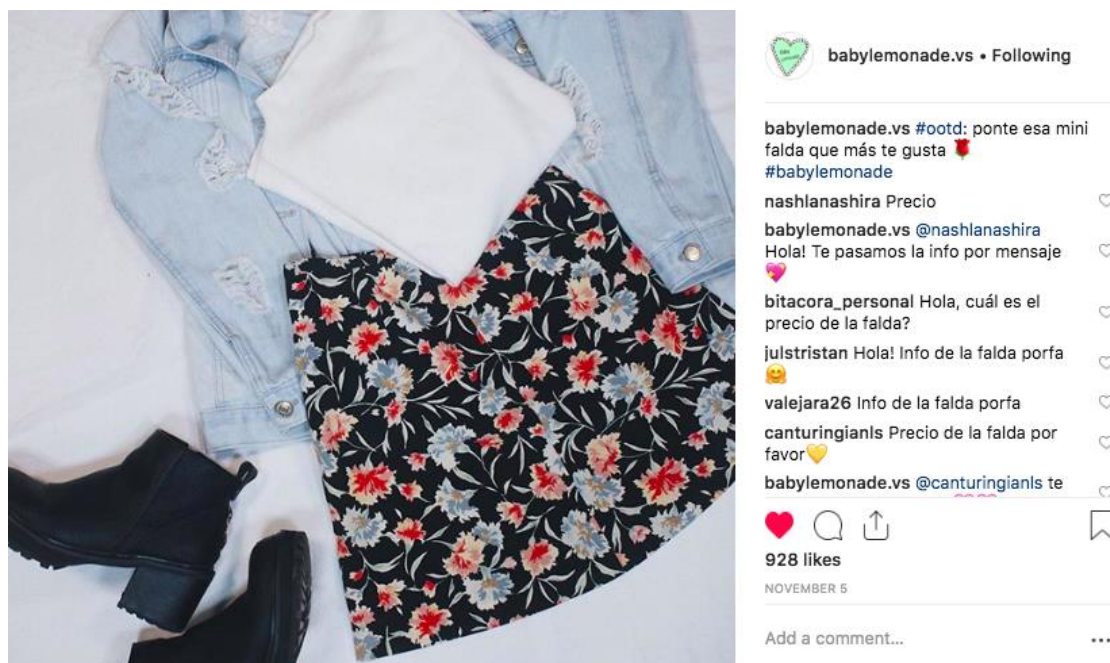 babylemonade.vs • Following
babylemonade.vs #ootd: ponte esa mini
falda que más te gusta 🌹
#babylemonade
nashlanashira Precio
babylemonade.vs @nashlanashira
Hola! Te pasamos la info por mensaje
💖
bitacora_personal Hola, cuál es el
precio de la falda?
julstristan Hola! Info de la falda porfa
🤗
valejara26 Info de la falda porfa
canturingianls Precio de la falda por
favor💛
babylemonade.vs @canturingianls te
928 likes
NOVEMBER 5
Add a comment...